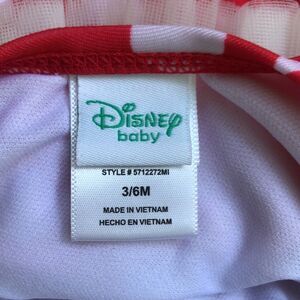 Disney
baby
STYLE # 5712272MI
3/6M
MADE IN VIETNAM
HECHO EN VIETNAM